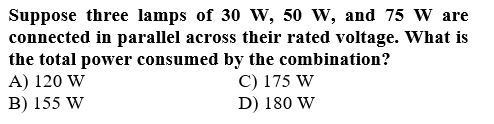 Suppose three lamps of 30 W, 50 W, and 75 W are
connected in parallel across their rated voltage. What is
the total power consumed by the combination?
A) 120 W C) 175 W
B) 155 W D) 180 W